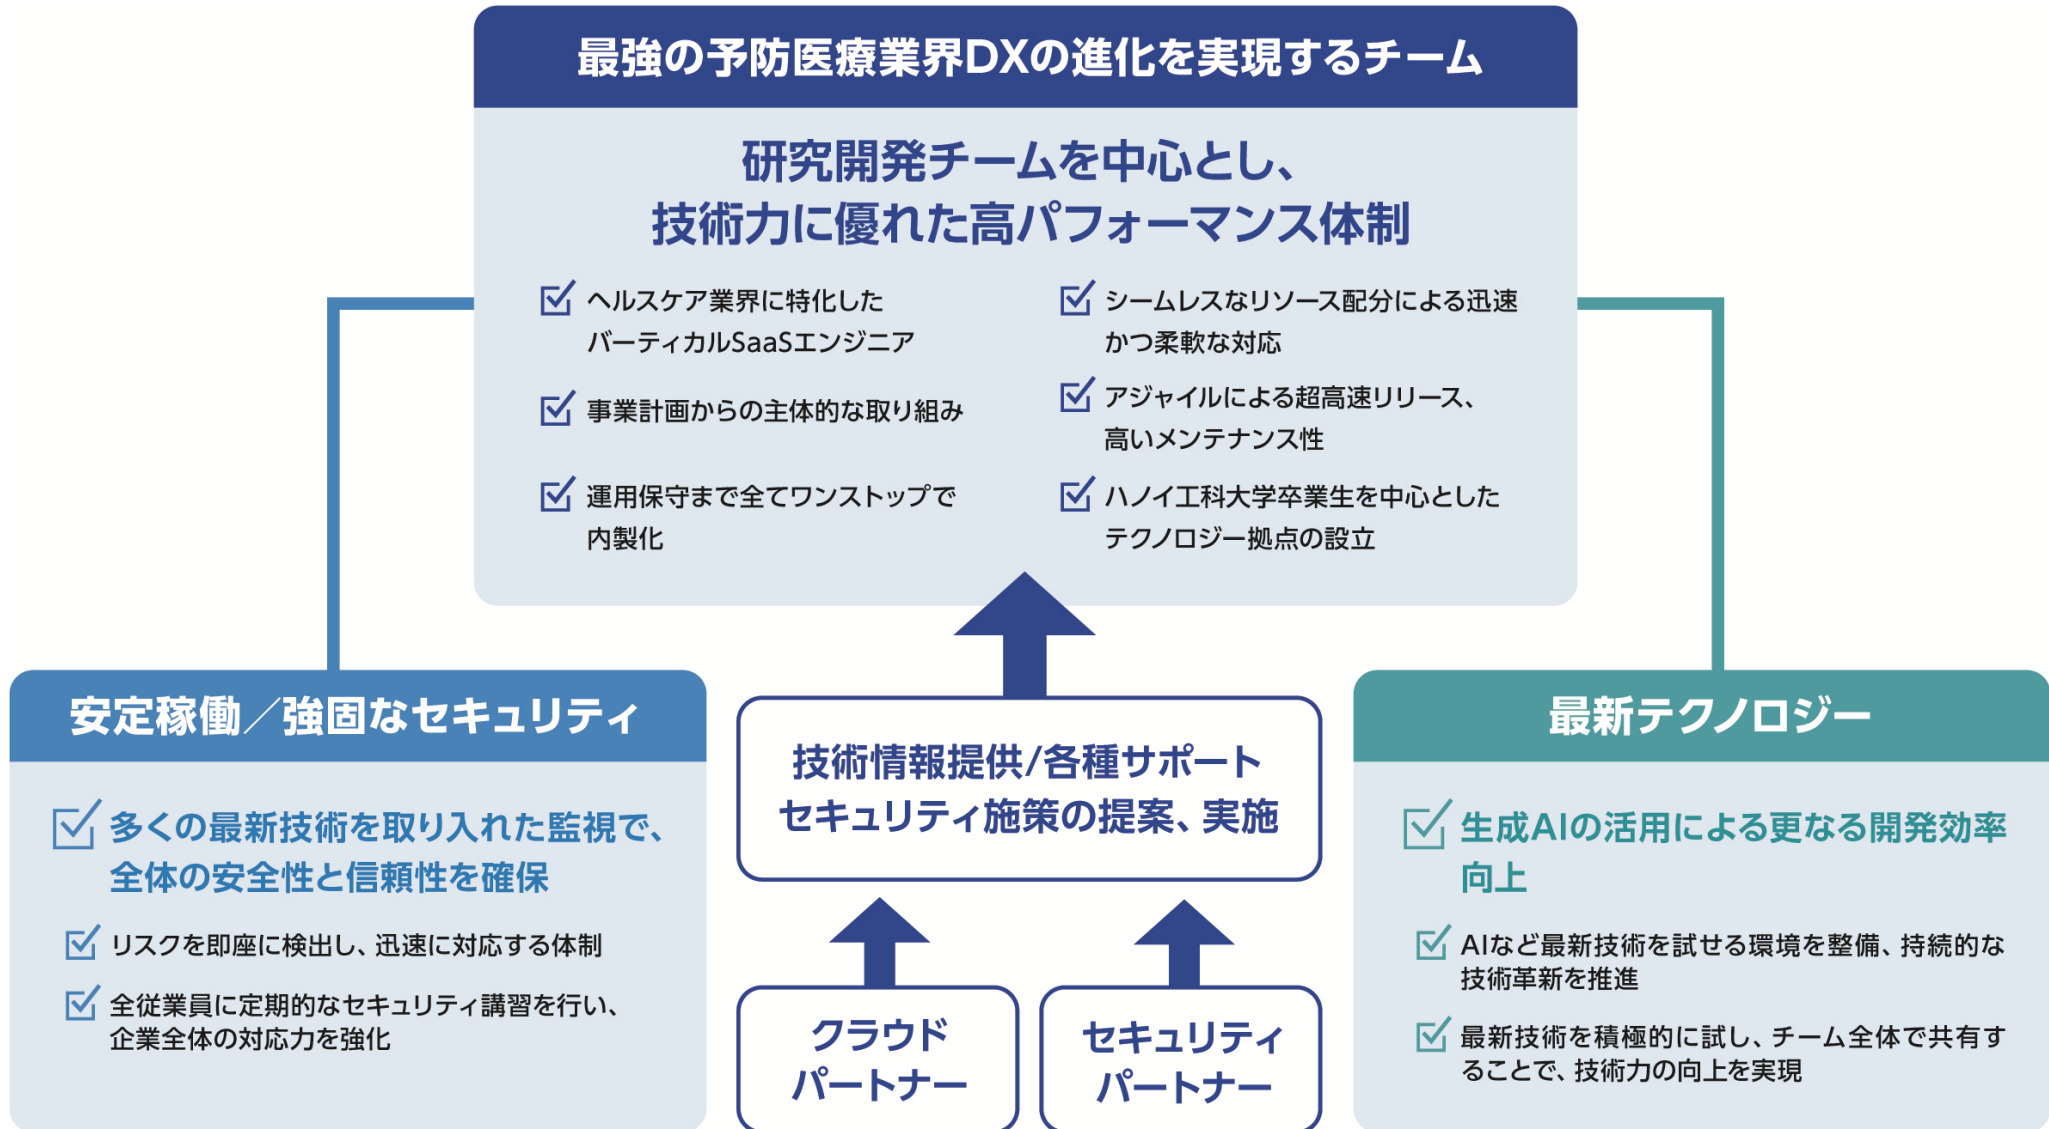 最強の予防医療業界DXの進化を実現するチーム
研究開発チームを中心とし、
技術力に優れた高パフォーマンス体制
ヘルスケア業界に特化した
バーティカルSaaSエンジニア
事業計画からの主体的な取り組み
運用保守まで全てワンストップで
内製化
シームレスなリソース配分による迅速
かつ柔軟な対応
アジャイルによる超高速リリース、
高いメンテナンス性
ハノイ工科大学卒業生を中心とした
テクノロジー拠点の設立
安定稼働／強固なセキュリティ
多くの最新技術を取り入れた監視で、
全体の安全性と信頼性を確保
リスクを即座に検出し、迅速に対応する体制
全従業員に定期的なセキュリティ講習を行い、
企業全体の対応力を強化
技術情報提供/各種サポート
セキュリティ施策の提案、実施
クラウド
パートナー
セキュリティ
パートナー
最新テクノロジー
生成AIの活用による更なる開発効率
向上
AIなど最新技術を試せる環境を整備、持続的な
技術革新を推進
最新技術を積極的に試し、チーム全体で共有す
ることで、技術力の向上を実現